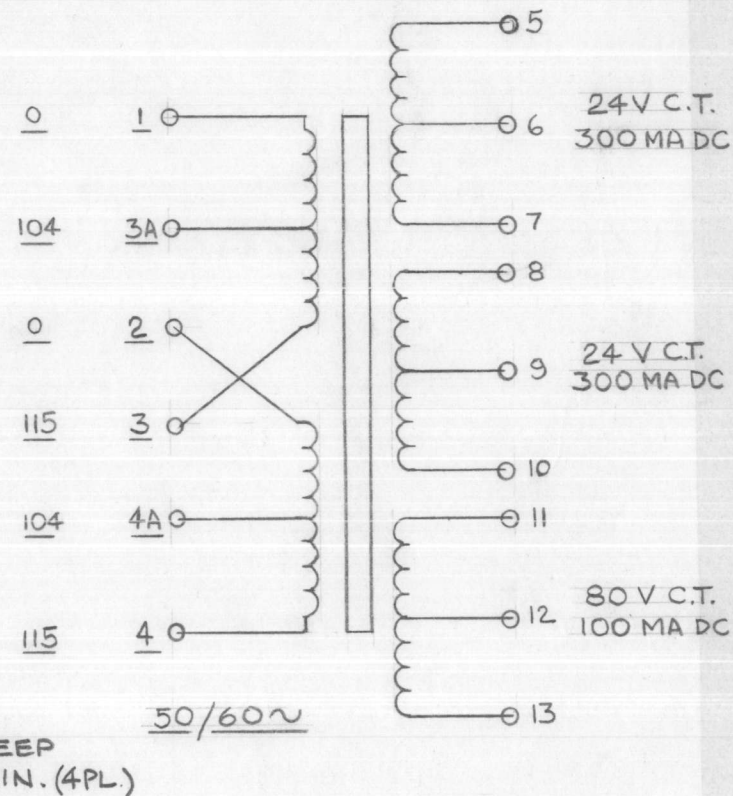 5
0 1
6 24V C.T.
300 MA DC
104 3A
7
8
0 2
9 24 V C.T.
300 MA DC
115 3
10
104 4A
11
12 80 V C.T.
100 MA DC
115 4
13
50/60~
IN. (4PL.)